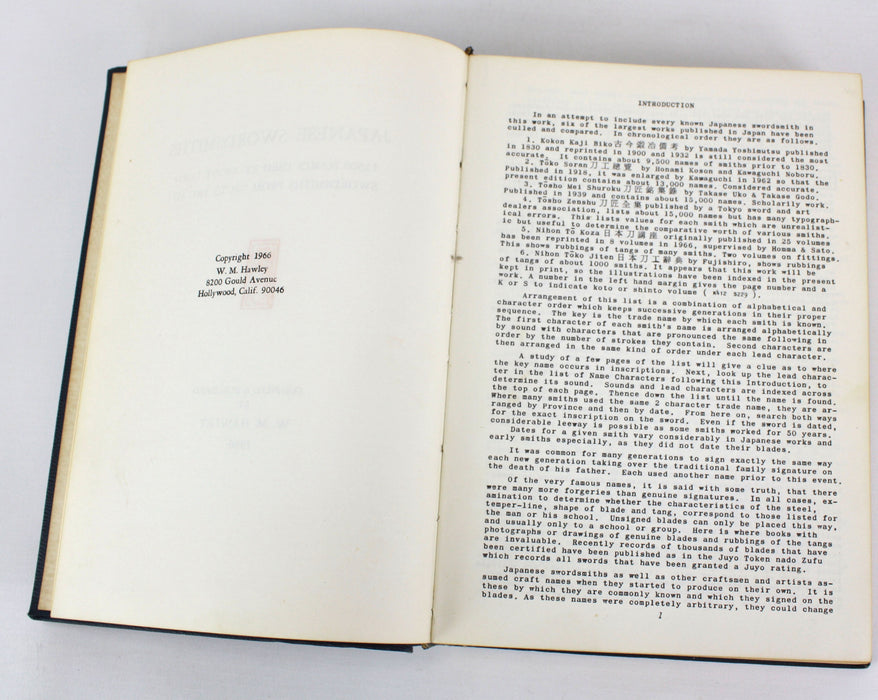 Copyright 1966
W. M. Hawley
8200 Gould Avenue
Hollywood, Calif. 90046
INTRODUCTION
In an attempt to include every known Japanese swordsmith in
this work, six of the largest works published in Japan have been
culled and compared. In chronological order they are as follows.
1. Kokon Kaji Biko 古今鍛冶備考 by Yamada Yoshimutsu published
in 1830 and reprinted in 1900 and 1932 is still considered the most
accurate. It contains about 9,500 names of smiths prior to 1830.
2. Toko Soran 刀工總覽 by Honami Koson and Kawaguchi Noboru.
Published in 1918, it was enlarged by Kawaguchi in 1962 so that the
present edition contains about 13,000 names. Considered accurate.
3. Tōsho Mei Shuroku 刀匠銘集録 by Takase Uko & Takase Godo.
Published in 1939 and contains about 15,000 names. Scholarly work.
4. Tōsho Zenshu 刀匠全集 published by a Tokyo sword and art
dealers association, lists about 15,000 names but has many typograph-
ical errors. This lists values for each smith which are unrealist-
ic but useful to determine the comparative worth of various smiths.
5. Nihon Tō Koza 日本刀講座 originally published in 25 volumes
has been reprinted in 8 volumes in 1966, supervised by Homma & Sato.
This shows rubbings of tangs of many smiths. Two volumes on fittings.
6. Nihon Tōko Jiten 日本刀工辭典 by Fujishiro, shows rubbings
of tangs of about 1000 smiths. It appears that this work will be
kept in print, so the illustrations have been indexed in the present
work. A number in the left hand margin gives the page number and a
K or S to indicate koto or shinto volume ( K412 S229 ).
Arrangement of this list is a combination of alphabetical and
character order which keeps successive generations in their proper
sequence. The key is the trade name by which each smith is known.
The first character of each smith's name is arranged alphabetically
by sound with characters that are pronounced the same following in
order by the number of strokes they contain. Second characters are
then arranged in the same kind of order under each lead character.
A study of a few pages of the list will give a clue as to where
the key name occurs in inscriptions. Next, look up the lead charac-
ter in the list of Name Characters following this Introduction, to
determine its sound. Sounds and lead characters are indexed across
the top of each page. Thence down the list until the name is found.
Where many smiths used the same 2 character trade name, they are ar-
ranged by Province and then by date. From here on, search both ways
for the exact inscription on the sword. Even if the sword is dated,
considerable leeway is possible as some smiths worked for 50 years.
Dates for a given smith vary considerably in Japanese works and
early smiths especially, as they did not date their blades.
It was common for many generations to sign exactly the same way
each new generation taking over the traditional family signature on
the death of his father. Each used another name prior to this event.
Of the very famous names, it is said with some truth, that there
were many more forgeries than genuine signatures. In all cases, ex-
amination to determine whether the characteristics of the steel,
temper-line, shape of blade and tang, correspond to those listed for
the man or his school. Unsigned blades can only be placed this way,
and usually only to a school or group. Here is where books with
photographs or drawings of genuine blades and rubbings of the tangs
are invaluable. Recently records of thousands of blades that have
been certified have been published as in the Juyo Token nado Zufu
which records all swords that have been granted a Juyo rating.
Japanese swordsmiths as well as other craftsmen and artists as-
sumed craft names when they started to produce on their own. It is
these by which they are commonly known and which they signed on the
blades. As these names were completely arbitrary, they could change
1